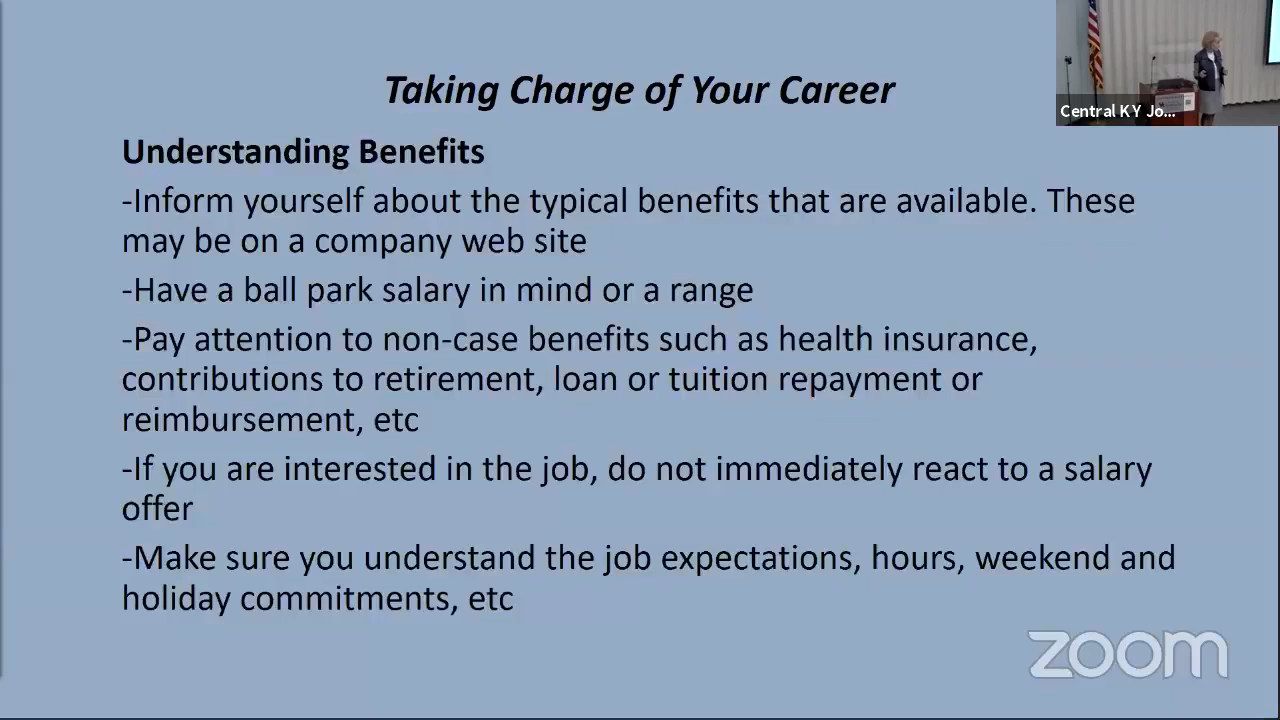 Taking Charge of Your Career
Central KY Jo...
Understanding Benefits
-Inform yourself about the typical benefits that are available. These
may be on a company web site
-Have a ball park salary in mind or a range
-Pay attention to non-case benefits such as health insurance,
contributions to retirement, loan or tuition repayment or
reimbursement, etc
-If you are interested in the job, do not immediately react to a salary
offer
-Make sure you understand the job expectations, hours, weekend and
holiday commitments, etc
zoom